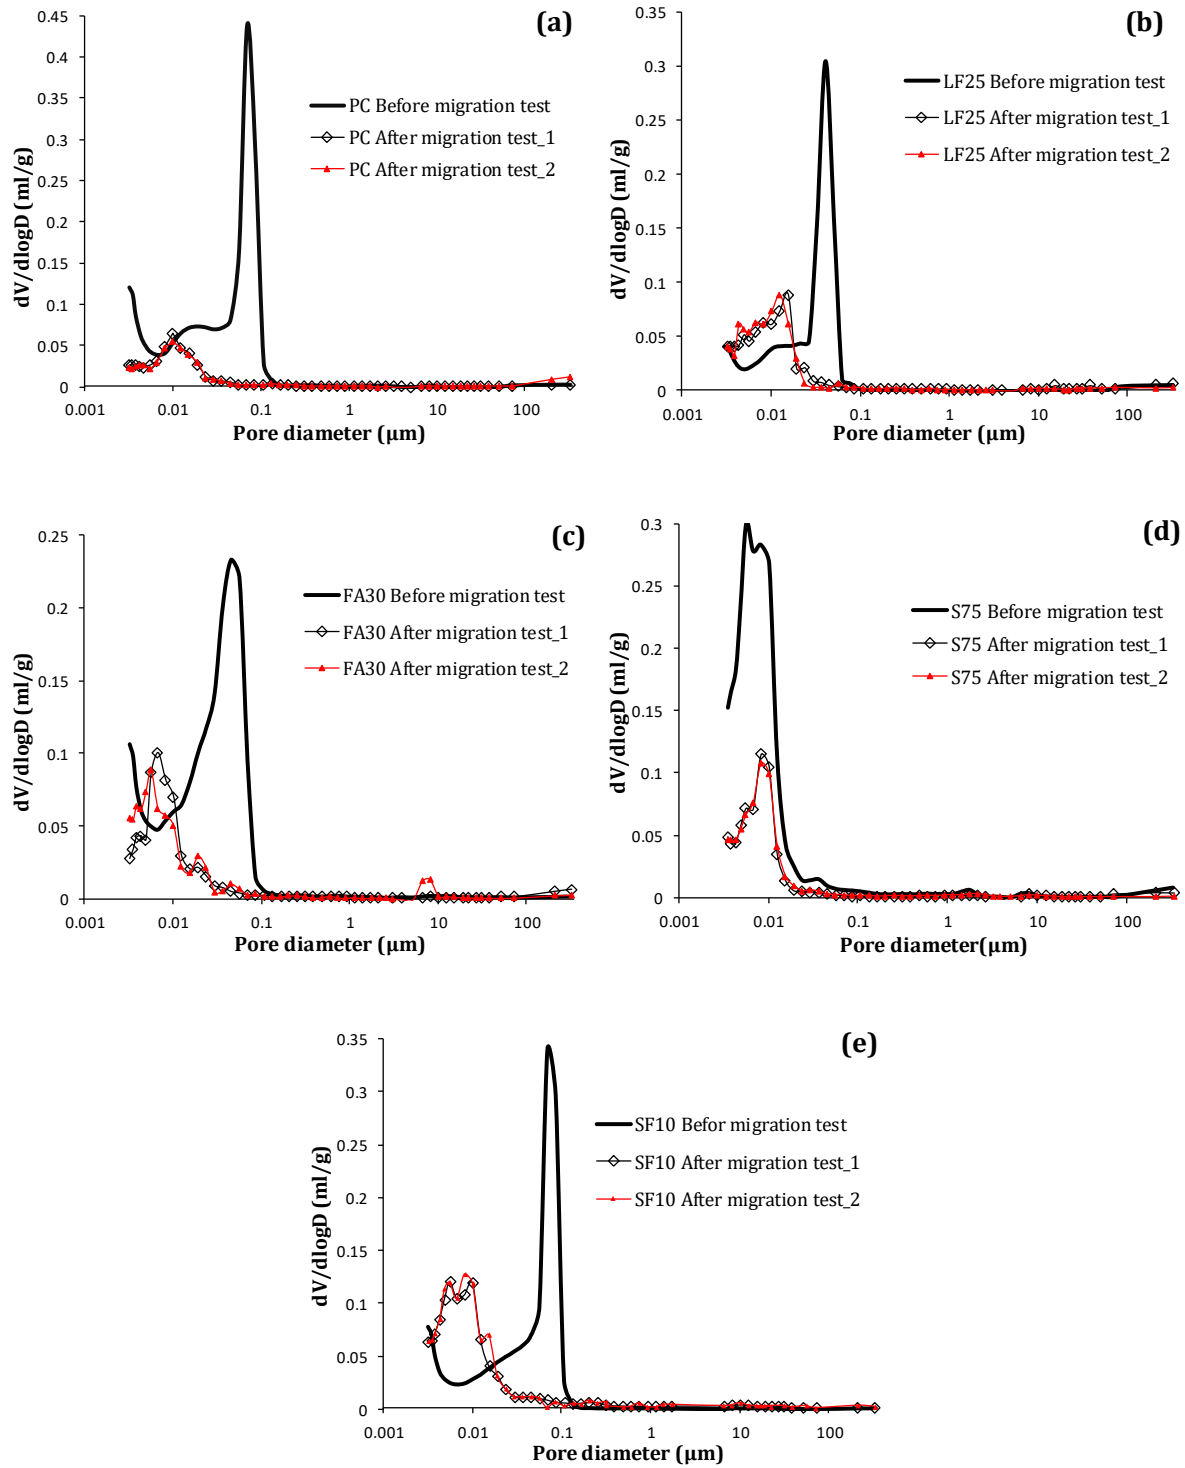 (a)
0.45
0.4
0.35
0.3
0.25
0.2
0.15
0.1
0.05
0
dV/dlogD (ml/g)
PC Before migration test
PC After migration test_1
PC After migration test_2
0.001 0.01 0.1 1 10 100
Pore diameter (µm)
(b)
0.35
0.3
0.25
0.2
0.15
0.1
0.05
0
dV/dlogD (ml/g)
LF25 Before migration test
LF25 After migration test_1
LF25 After migration test_2
0.001 0.01 0.1 1 10 100
Pore diameter (µm)
(c)
0.25
0.2
0.15
0.1
0.05
0
dV/dlogD (ml/g)
FA30 Before migration test
FA30 After migration test_1
FA30 After migration test_2
0.001 0.01 0.1 1 10 100
Pore diameter (µm)
(d)
0.3
0.25
0.2
0.15
0.1
0.05
0
dV/dlogD (ml/g)
S75 Before migration test
S75 After migration test_1
S75 After migration test_2
0.001 0.01 0.1 1 10 100
Pore diameter(µm)
(e)
0.35
0.3
0.25
0.2
0.15
0.1
0.05
0
dV/dlogD (ml/g)
SF10 Befor migration test
SF10 After migration test_1
SF10 After migration test_2
0.001 0.01 0.1 1 10 100
Pore diameter (µm)